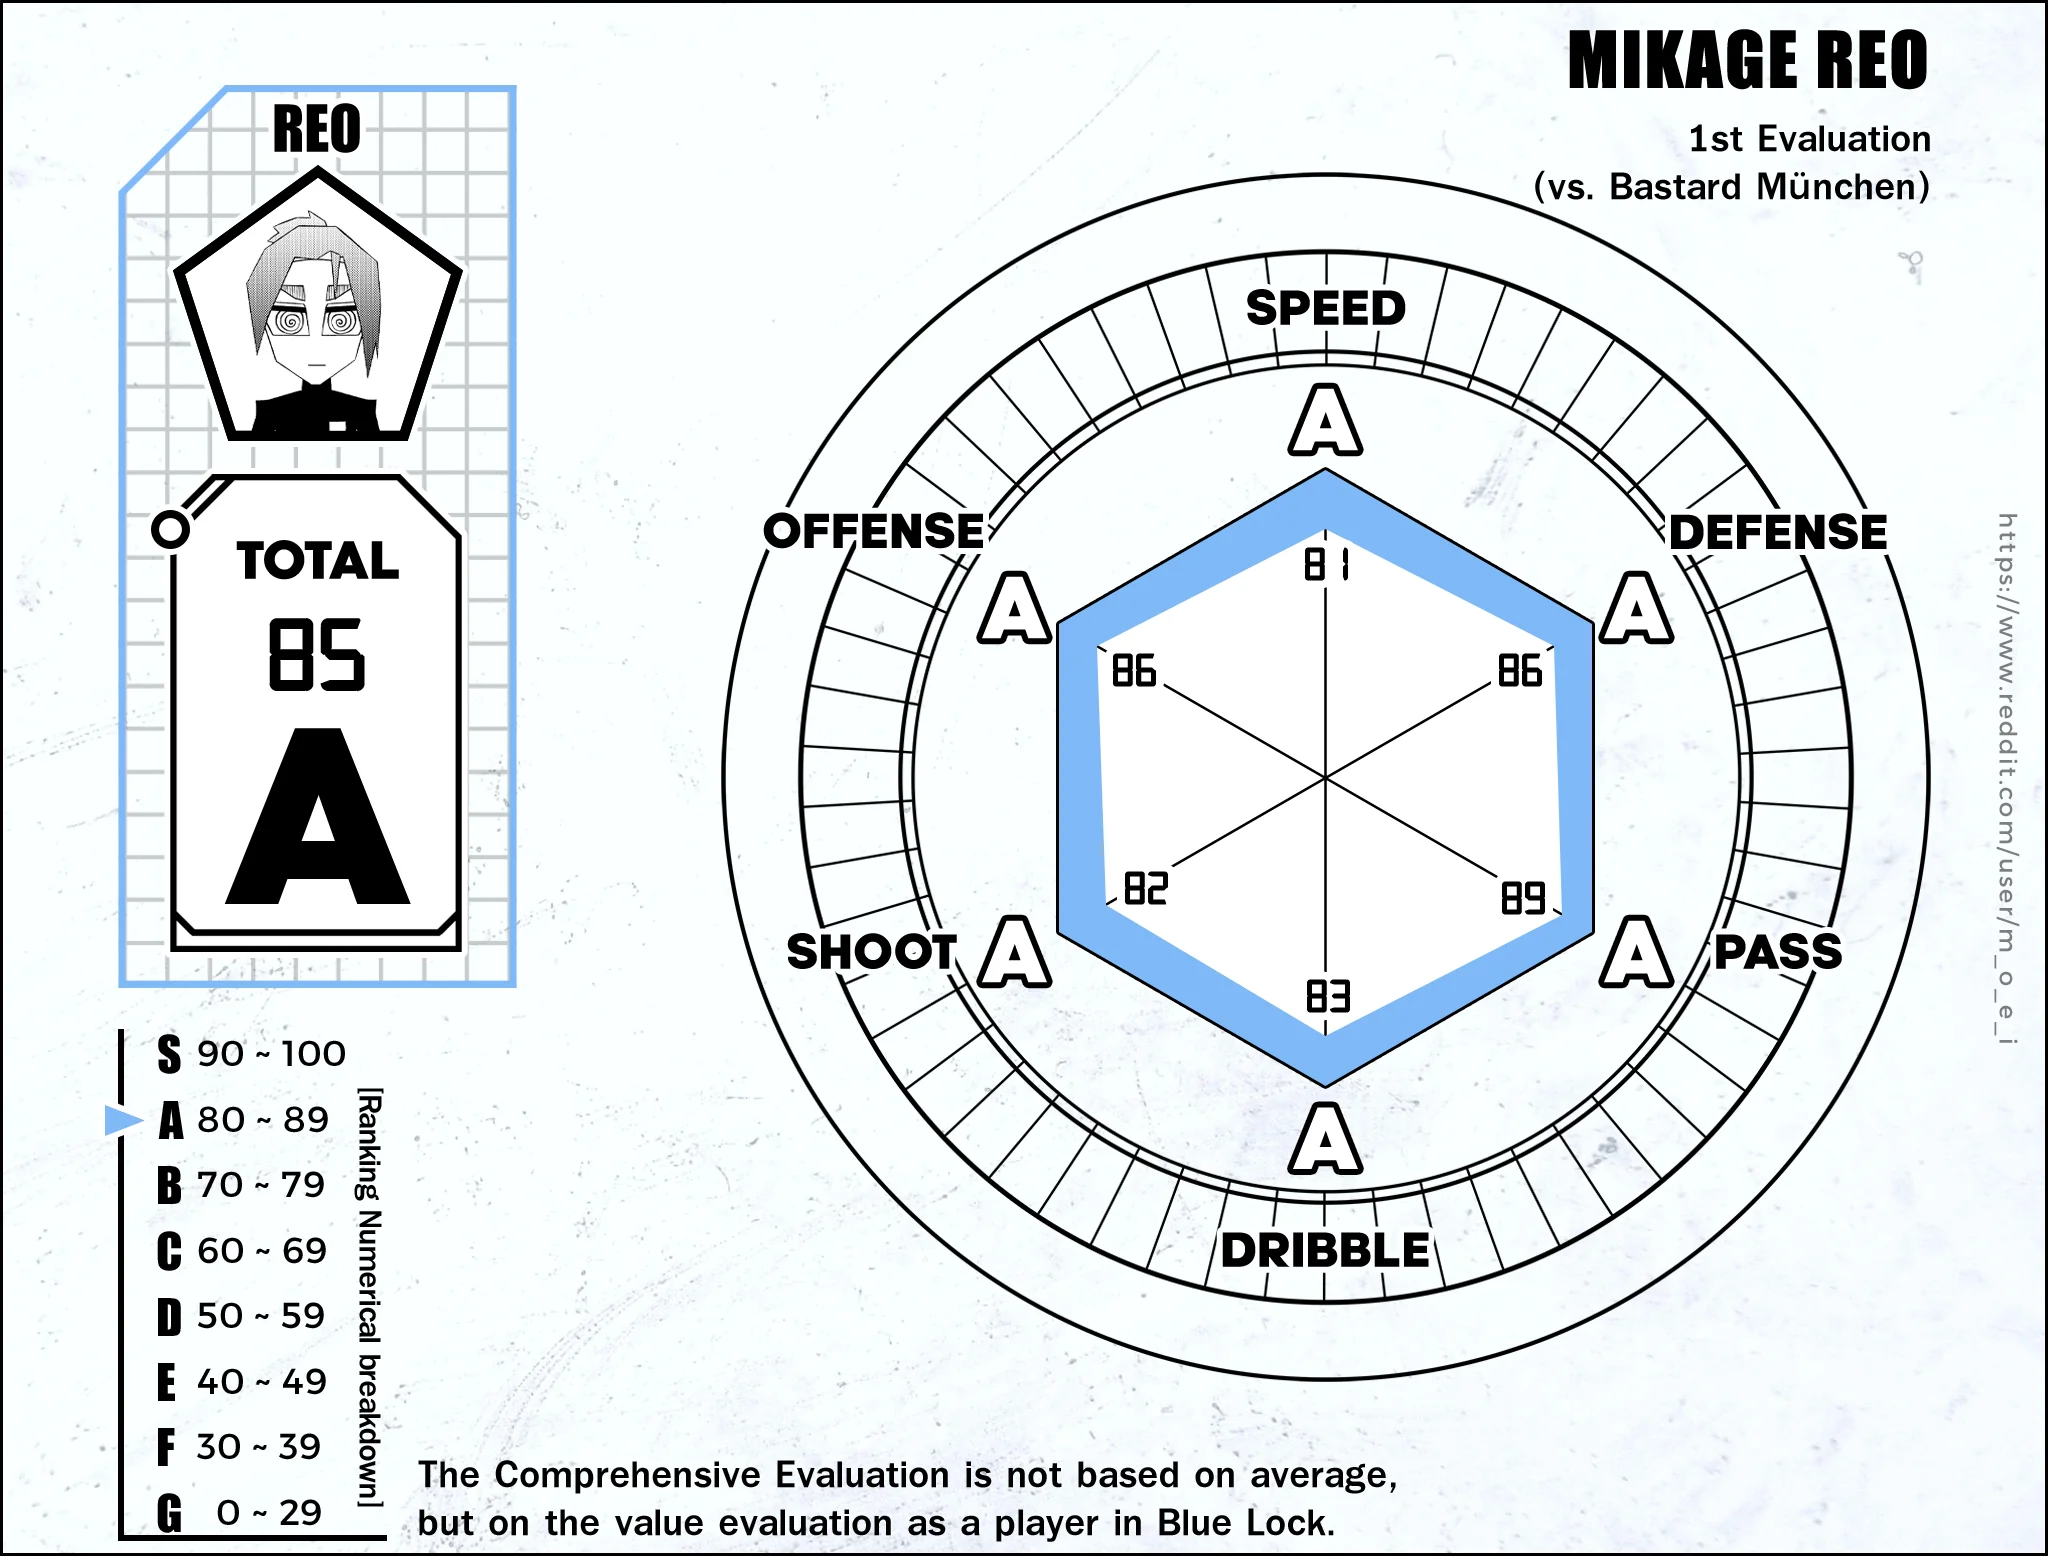 MIKAGE REO
1st Evaluation
(vs. Bastard München)
REO
TOTAL
85
A
SPEED
A
81
OFFENSE
A
86
DEFENSE
A
86
SHOOT
A
82
PASS
A
89
DRIBBLE
A
83
S 90 ~ 100
A 80 ~ 89
B 70 ~ 79
C 60 ~ 69
D 50 ~ 59
E 40 ~ 49
F 30 ~ 39
G 0 ~ 29
[Ranking Numerical breakdown]
The Comprehensive Evaluation is not based on average,
but on the value evaluation as a player in Blue Lock.
https://www.reddit.com/user/m_o_e_i